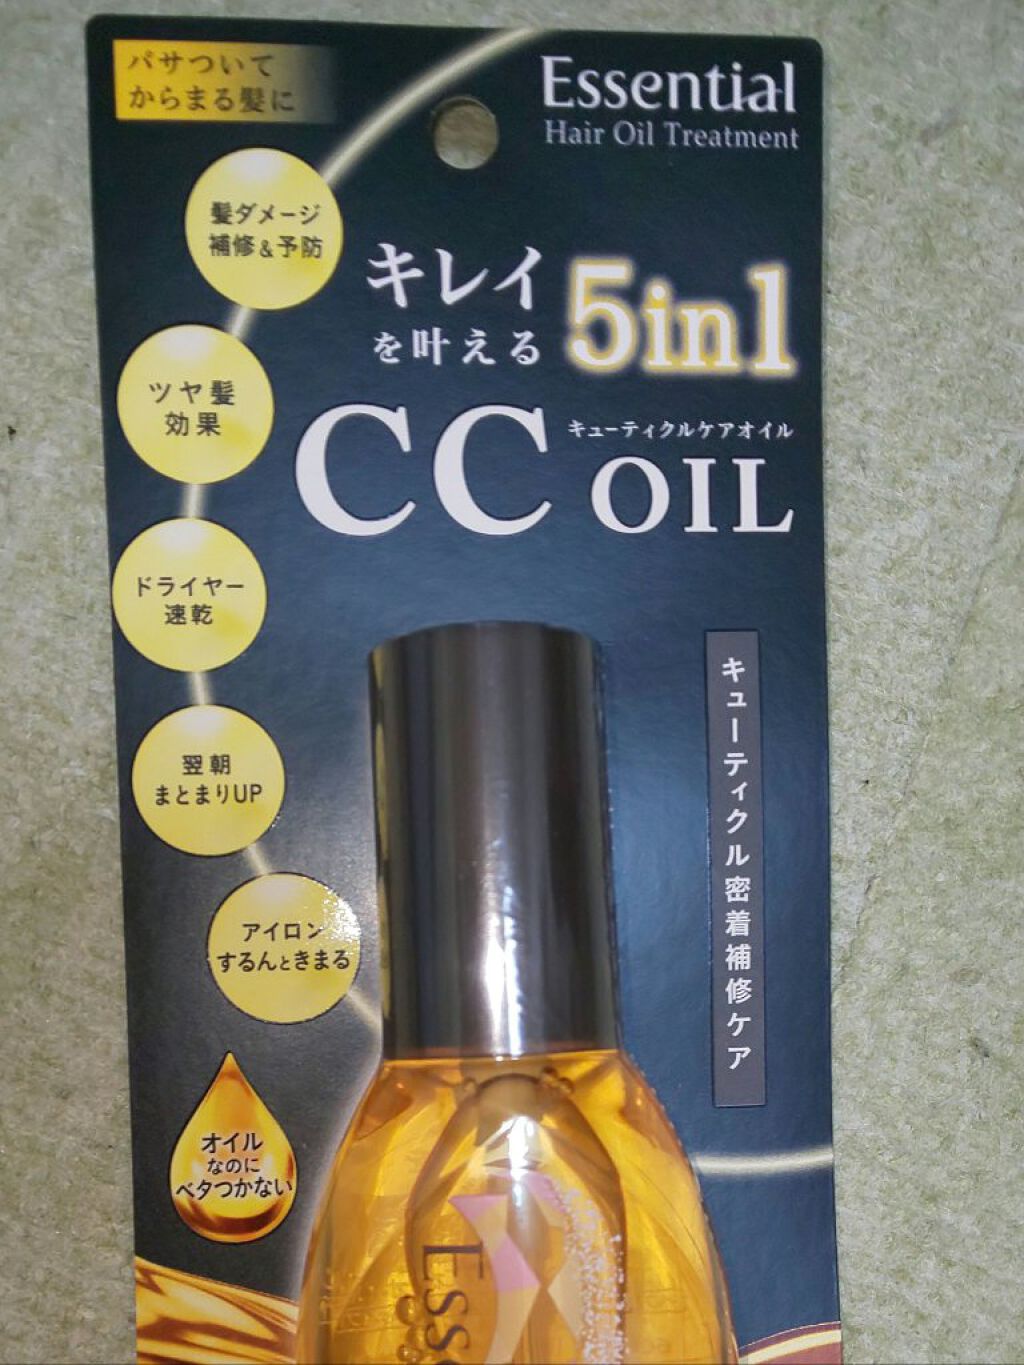 パサついて
からまる髪に
Essential
Hair Oil Treatment
髪ダメージ
補修&予防
キレイ
を叶える
5in1
ツヤ髪
効果
CC OIL
キューティクルケアオイル
ドライヤー
速乾
翌朝
まとまりUP
アイロン
するんときまる
キューティクル密着補修ケア
オイル
なのに
ベタつかない
Esse